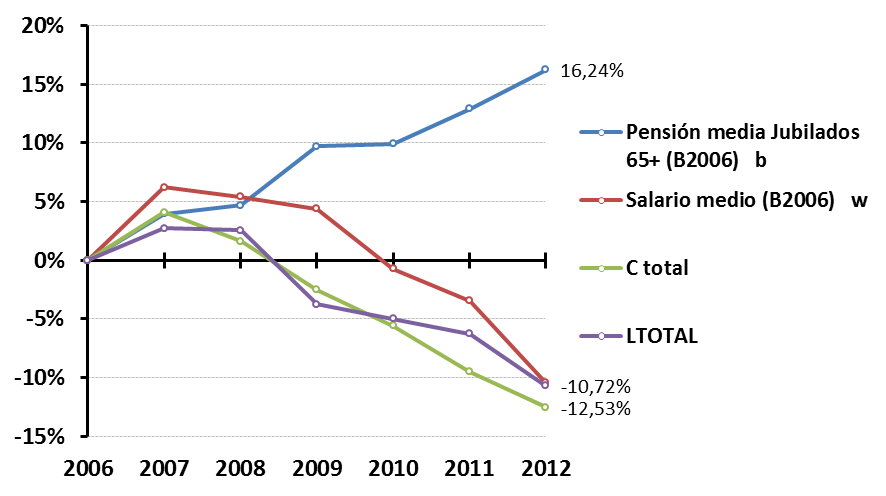 20%
15%
10%
5%
0%
-5%
-10%
-15%
2006 2007 2008 2009 2010 2011 2012
16,24%
-10,72%
-12,53%
Pensión media Jubilados
65+ (B2006) b
Salario medio (B2006) w
C total
LTOTAL